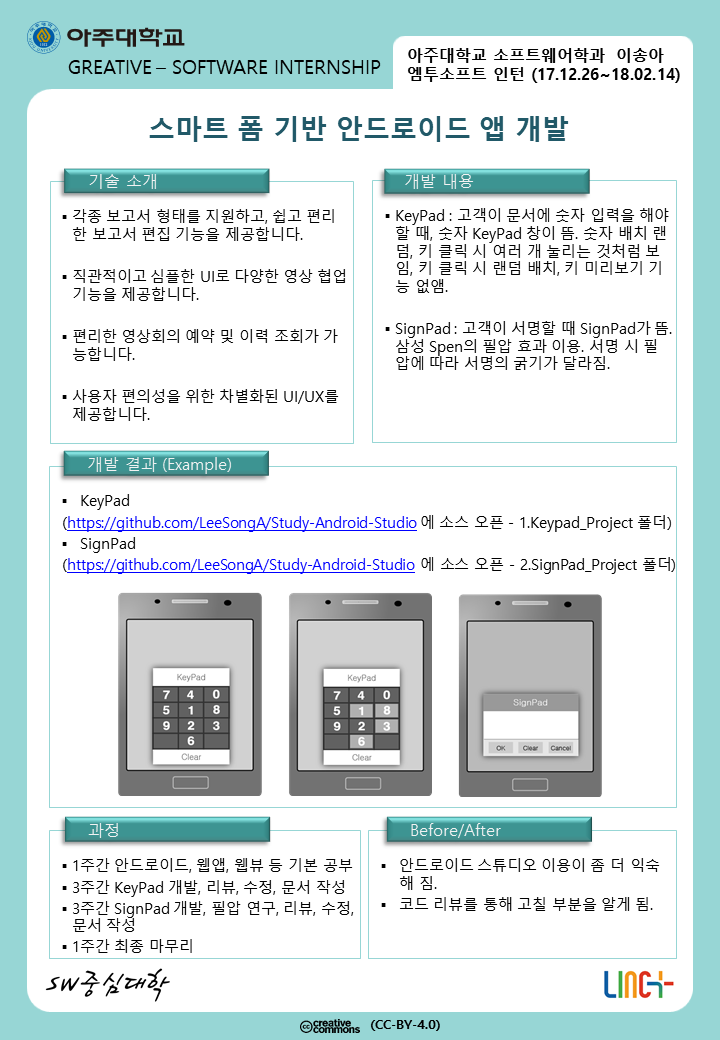 아주대학교
GREATIVE – SOFTWARE INTERNSHIP
아주대학교 소프트웨어학과 이송아
엠투소프트 인턴 (17.12.26~18.02.14)
스마트 폼 기반 안드로이드 앱 개발
기술 소개
▪ 각종 보고서 형태를 지원하고, 쉽고 편리
한 보고서 편집 기능을 제공합니다.
▪ 직관적이고 심플한 UI로 다양한 영상 협업
기능을 제공합니다.
▪ 편리한 영상회의 예약 및 이력 조회가 가
능합니다.
▪ 사용자 편의성을 위한 차별화된 UI/UX를
제공합니다.
개발 내용
▪ KeyPad : 고객이 문서에 숫자 입력을 해야
할 때, 숫자 KeyPad 창이 뜸. 숫자 배치 랜
덤, 키 클릭 시 여러 개 눌리는 것처럼 보
임, 키 클릭 시 랜덤 배치, 키 미리보기 기
능 없앰.
▪ SignPad : 고객이 서명할 때 SignPad가 뜸.
삼성 Spen의 필압 효과 이용. 서명 시 필
압에 따라 서명의 굵기가 달라짐.
개발 결과 (Example)
▪ KeyPad
(https://github.com/LeeSongA/Study-Android-Studio 에 소스 오픈 - 1.Keypad_Project 폴더)
▪ SignPad
(https://github.com/LeeSongA/Study-Android-Studio 에 소스 오픈 - 2.SignPad_Project 폴더)
KeyPad
7 4 0
5 1 8
9 2 3
6
Clear
KeyPad
7 4 0
5 1 8
9 2 3
6
Clear
SignPad
OK Clear Cancel
과정
▪ 1주간 안드로이드, 웹앱, 웹뷰 등 기본 공부
▪ 3주간 KeyPad 개발, 리뷰, 수정, 문서 작성
▪ 3주간 SignPad 개발, 필압 연구, 리뷰, 수정,
문서 작성
▪ 1주간 최종 마무리
Before/After
▪ 안드로이드 스튜디오 이용이 좀 더 익숙
해 짐.
▪ 코드 리뷰를 통해 고칠 부분을 알게 됨.
SW중심대학
LINC+
cc creative commons (CC-BY-4.0)